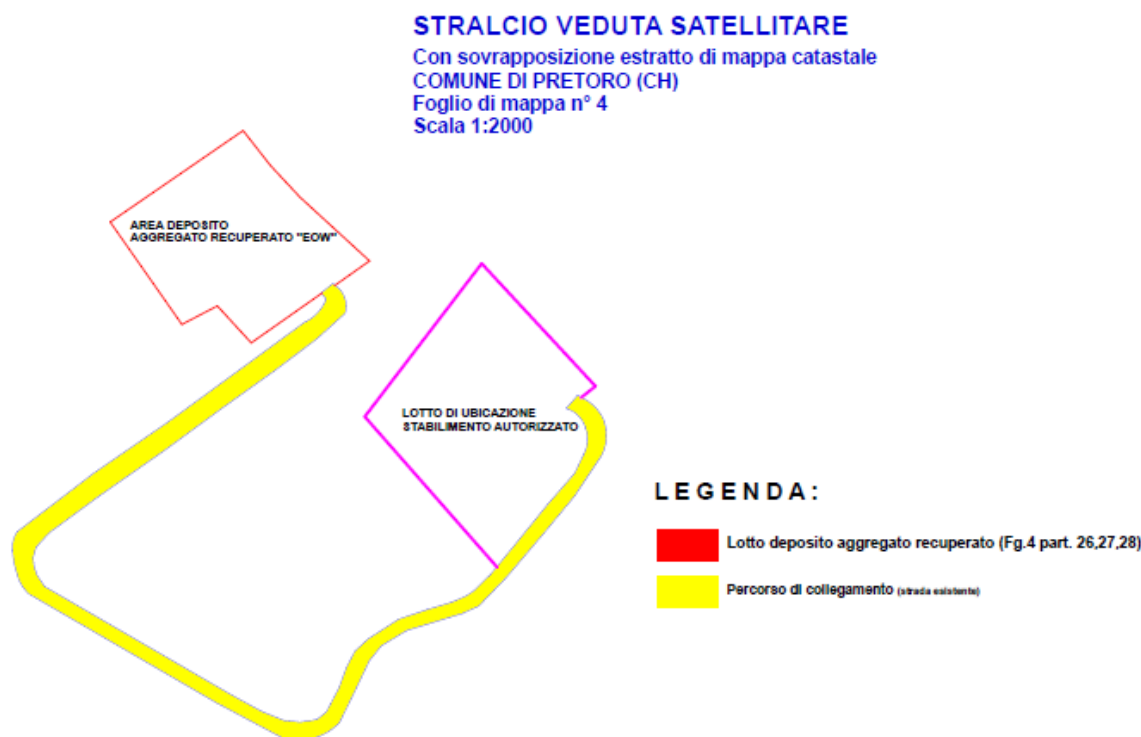 STRALCIO VEDUTA SATELLITARE
Con sovrapposizione estratto di mappa catastale
COMUNE DI PRETORO (CH)
Foglio di mappa n° 4
Scala 1:2000
AREA DEPOSITO
AGGREGATO RECUPERATO "EOW"
LOTTO DI UBICAZIONE
STABILIMENTO AUTORIZZATO
LEGENDA:
Lotto deposito aggregato recuperato (Fg.4 part. 26,27,28)
Percorso di collegamento (strada esistente)